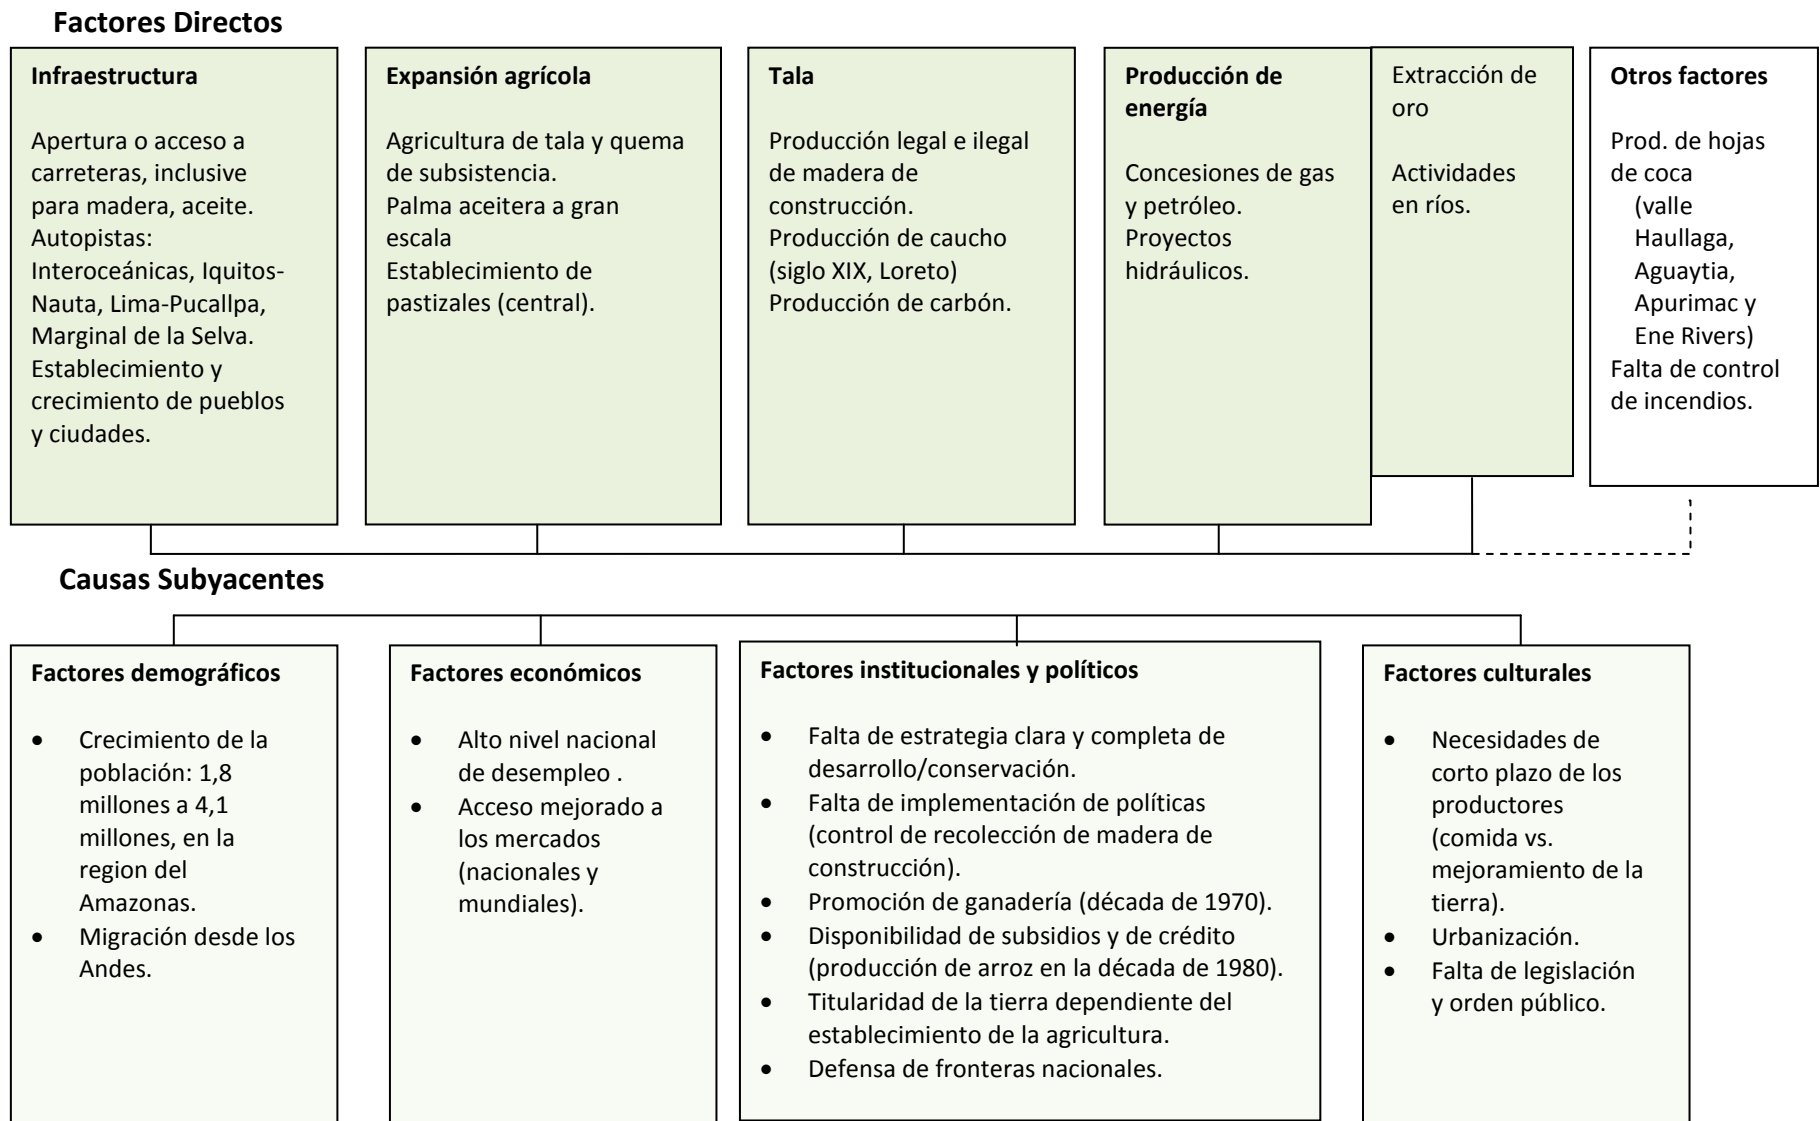 Factores Directos
Infraestructura
Apertura o acceso a
carreteras, inclusive
para madera, aceite.
Autopistas:
Interoceánicas, Iquitos-
Nauta, Lima-Pucallpa,
Marginal de la Selva.
Establecimiento y
crecimiento de pueblos
y ciudades.
Expansión agrícola
Agricultura de tala y quema
de subsistencia.
Palma aceitera a gran
escala
Establecimiento de
pastizales (central).
Tala
Producción legal e ilegal
de madera de
construcción.
Producción de caucho
(siglo XIX, Loreto)
Producción de carbón.
Producción de
energía
Concesiones de gas
y petróleo.
Proyectos
hidráulicos.
Extracción de
oro
Actividades
en ríos.
Otros factores
Prod. de hojas
de coca
(valle
Haullaga,
Aguaytia,
Apurimac y
Ene Rivers)
Falta de control
de incendios.
Causas Subyacentes
Factores demográficos
• Crecimiento de la
población: 1,8
millones a 4,1
millones, en la
region del
Amazonas.
• Migración desde los
Andes.
Factores económicos
• Alto nivel nacional
de desempleo .
• Acceso mejorado a
los mercados
(nacionales y
mundiales).
Factores institucionales y políticos
• Falta de estrategia clara y completa de
desarrollo/conservación.
• Falta de implementación de políticas
(control de recolección de madera de
construcción).
• Promoción de ganadería (década de 1970).
• Disponibilidad de subsidios y de crédito
(producción de arroz en la década de 1980).
• Titularidad de la tierra dependiente del
establecimiento de la agricultura.
• Defensa de fronteras nacionales.
Factores culturales
• Necesidades de
corto plazo de los
productores
(comida vs.
mejoramiento de la
tierra).
• Urbanización.
• Falta de legislación
y orden público.